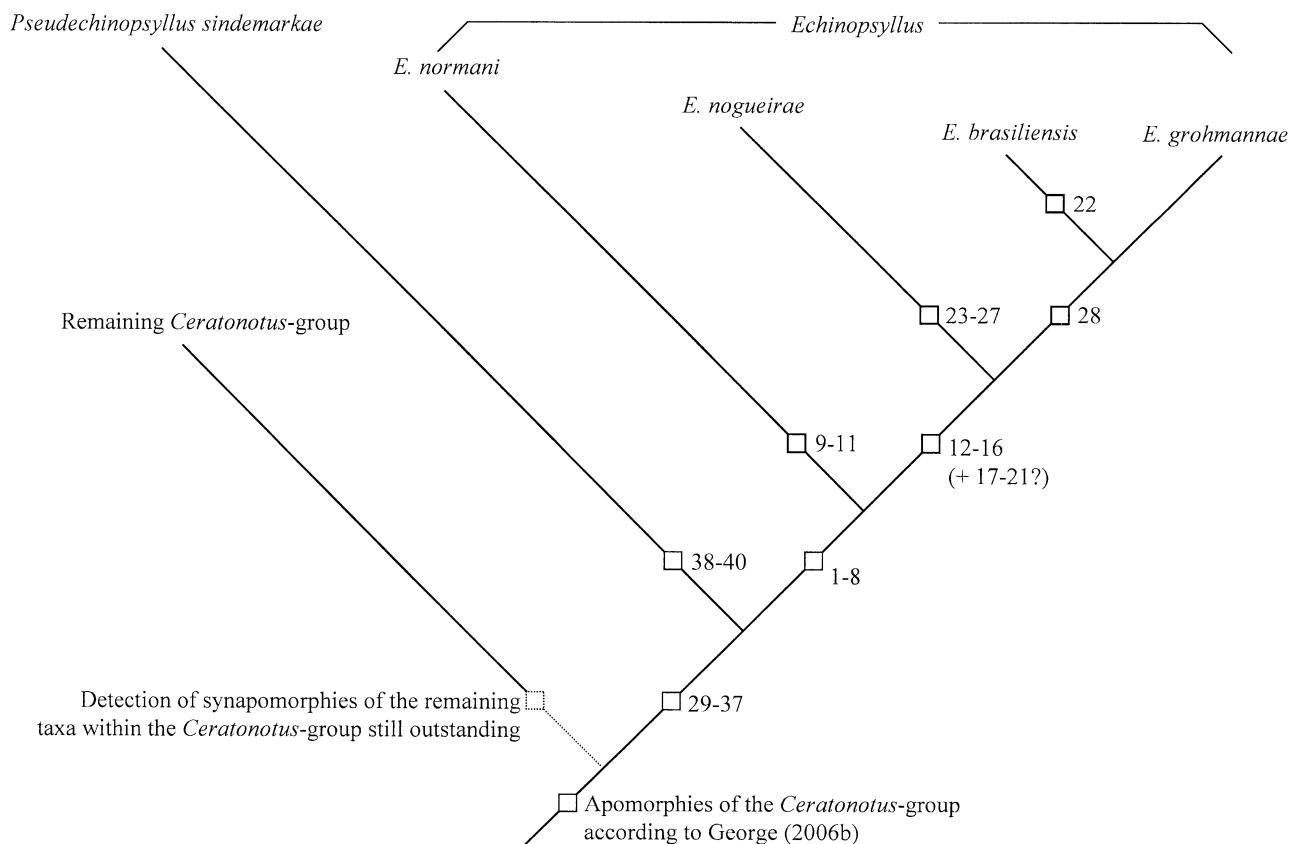 Pseudechinopsyllus sindemarkae
Echinopsyllus
E. normani
E. nogueirae
E. brasiliensis
E. grohmannae
22
Remaining Ceratonotus-group
23-27
28
9-11
12-16
(+ 17-21?)
38-40
1-8
Detection of synapomorphies of the remaining
taxa within the Ceratonotus-group still outstanding
29-37
Apomorphies of the Ceratonotus-group
according to George (2006b)